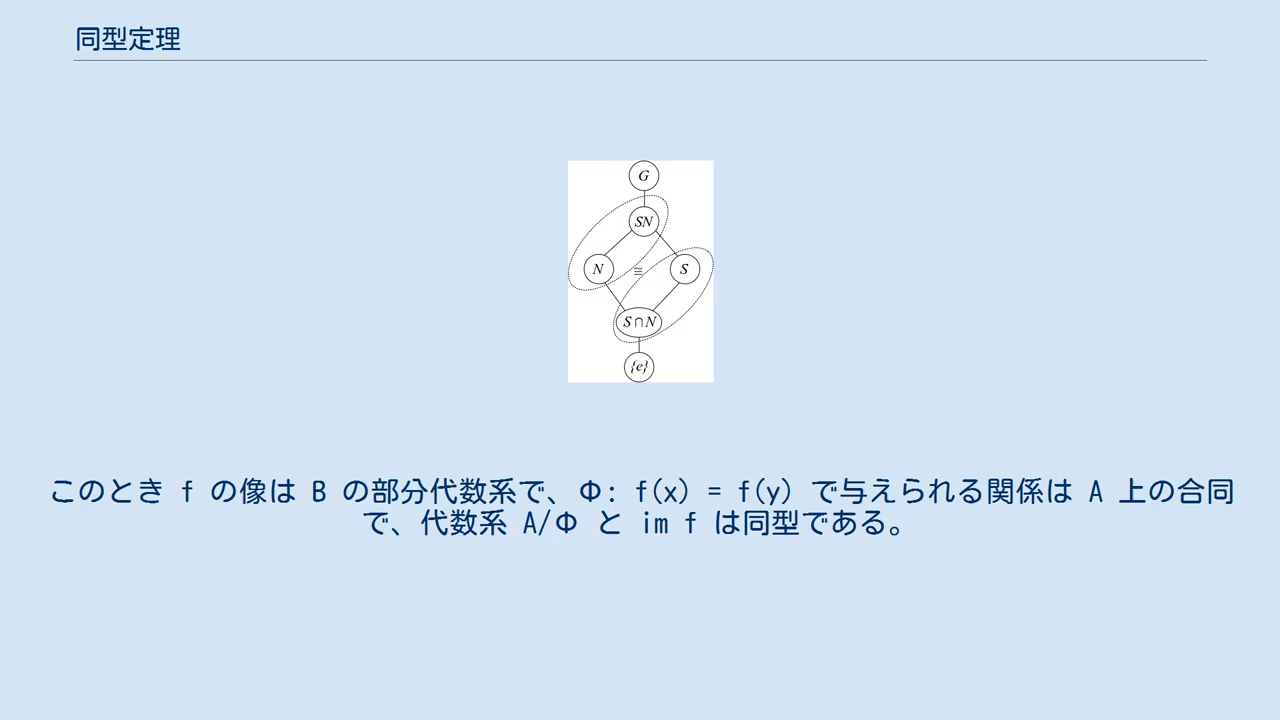 同型定理
G
SN
N
≅
S
S∩N
{e}
このとき f の像は B の部分代数系で、Φ: f(x) = f(y) で与えられる関係は A 上の合同
で、代数系 A/Φ と im f は同型である。